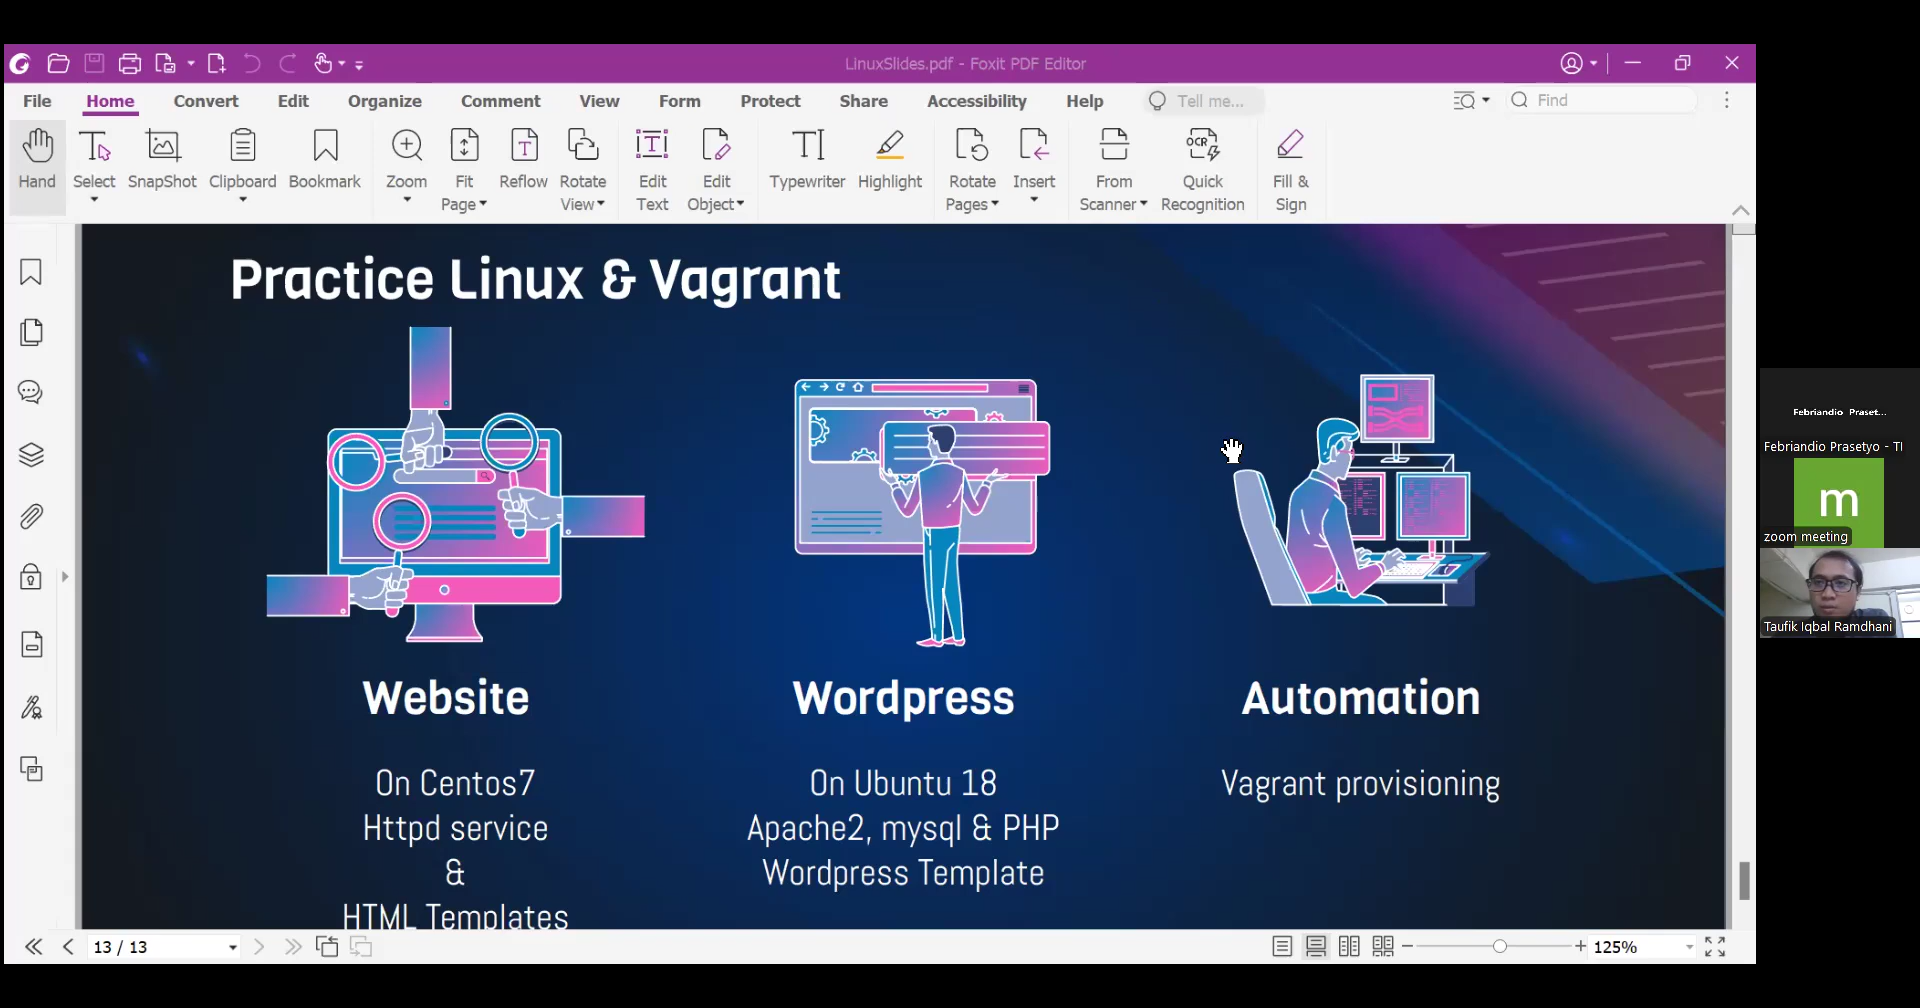 LinuxSlides.pdf - Foxit PDF Editor
File Home Convert Edit Organize Comment View Form Protect Share Accessibility Help Tell me... Find
Hand Select SnapShot Clipboard Bookmark Zoom Fit Page Reflow Rotate View Edit Text Edit Object Typewriter Highlight Rotate Pages Insert From Scanner OCR Quick Recognition Fill & Sign
Practice Linux & Vagrant
Website
On Centos7
Httpd service
&
HTML Templates
Wordpress
On Ubuntu 18
Apache2, mysql & PHP
Wordpress Template
Automation
Vagrant provisioning
Febriandio Praset...
Febriandio Prasetyo - TI
m
zoom meeting
Taufik Iqbal Ramdhani
13 / 13
125%